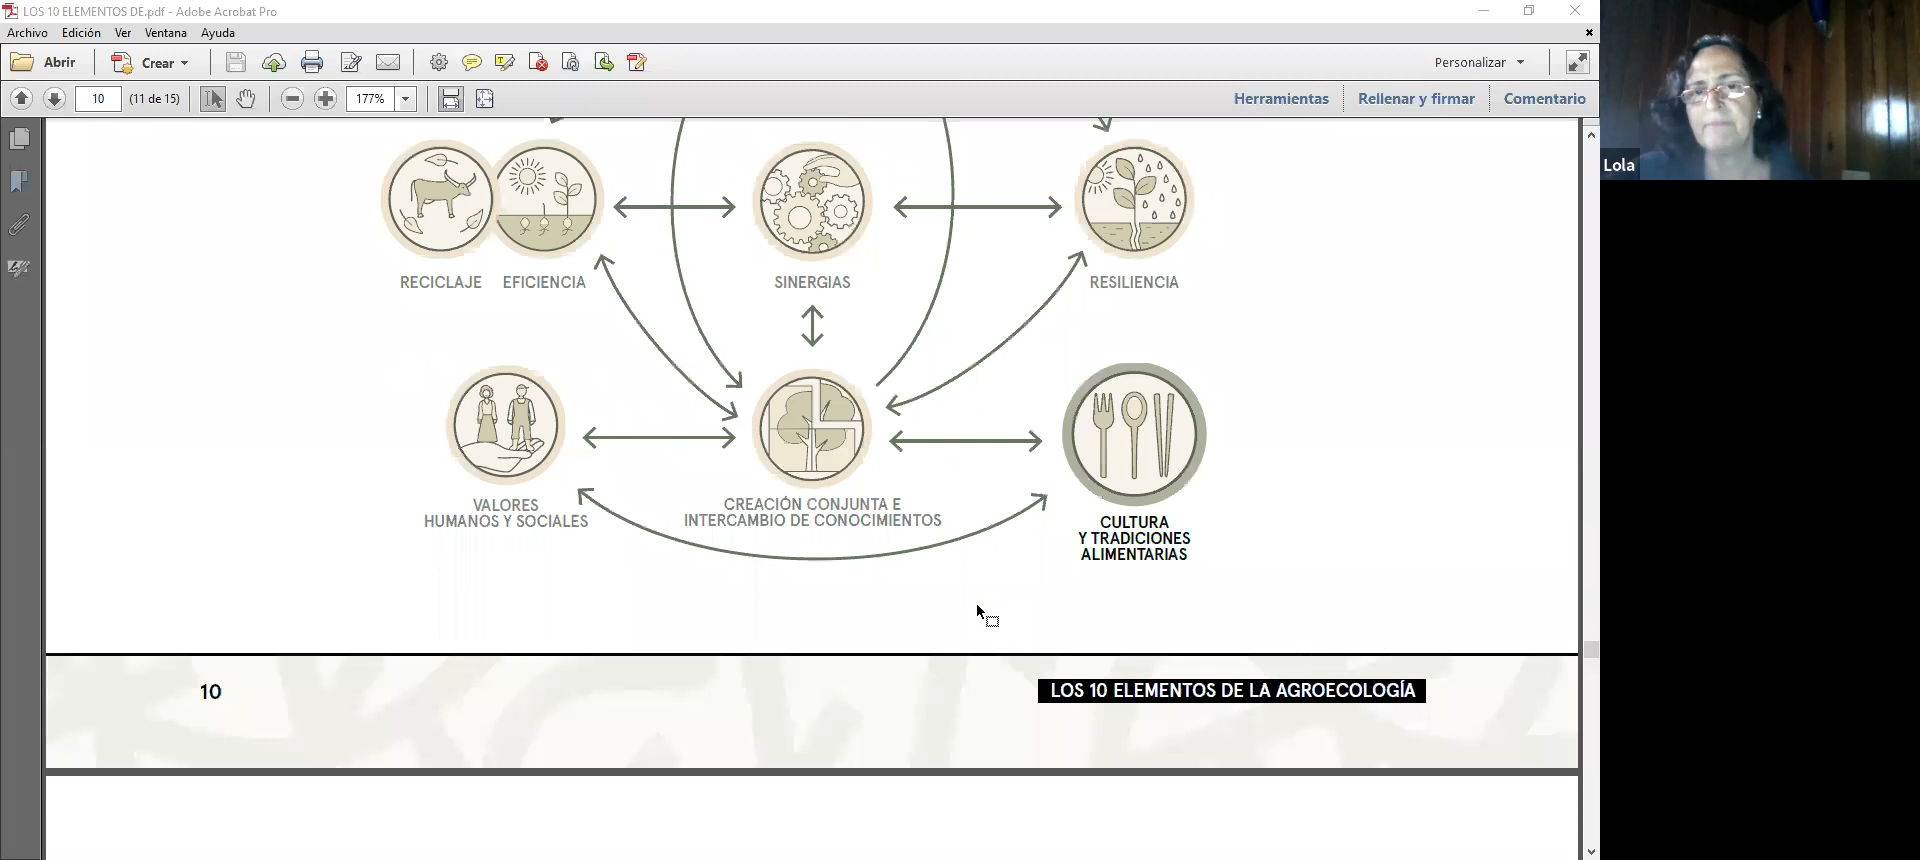 LOS 10 ELEMENTOS DE.pdf - Adobe Acrobat Pro
Archivo Edición Ver Ventana Ayuda
Abrir Crear Personalizar
10 (11 de 15) 177% Herramientas Rellenar y firmar Comentario
Lola
RECICLAJE EFICIENCIA SINERGIAS RESILIENCIA
VALORES
HUMANOS Y SOCIALES
CREACIÓN CONJUNTA E
INTERCAMBIO DE CONOCIMIENTOS
CULTURA
Y TRADICIONES
ALIMENTARIAS
10 LOS 10 ELEMENTOS DE LA AGROECOLOGÍA